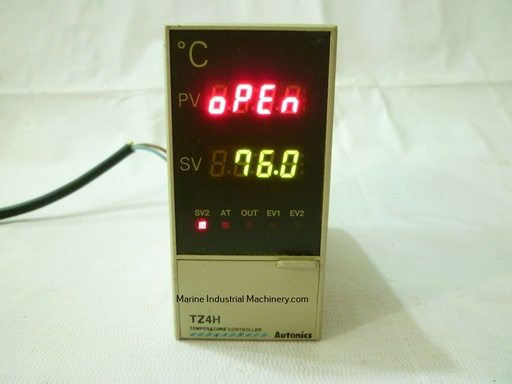 °C
PV oPEn
SV 76.0
SV2 AT OUT EV1 EV2
Marine Industrial Machinery.com
TZ4H
TEMPERATURE CONTROLLER
Autonics